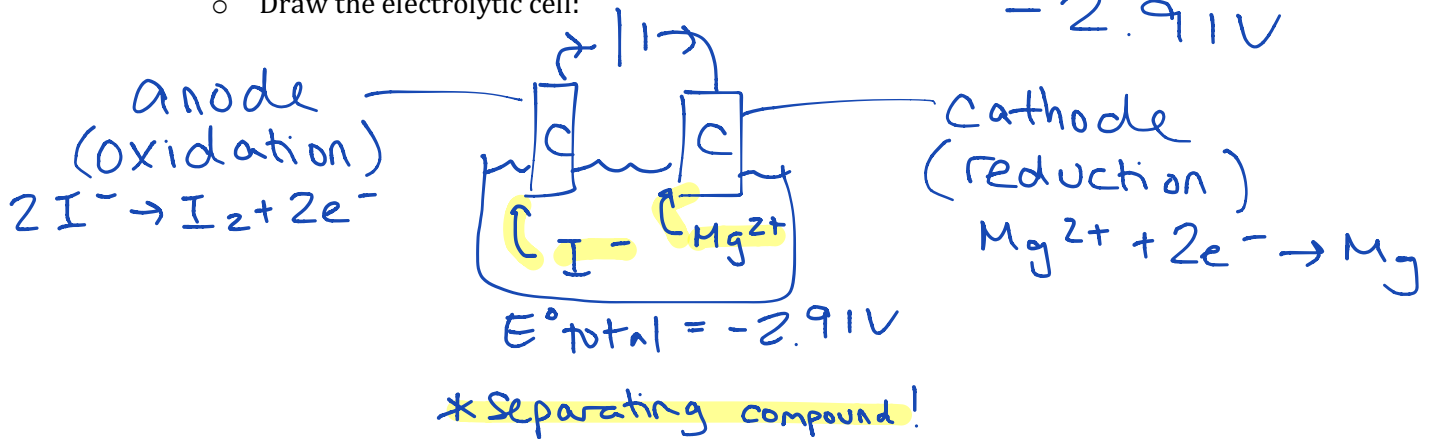 ○ Draw the electrolytic cell:
- 2.91V
anode
(oxidation)
2I⁻ → I₂ + 2e⁻
C
C
cathode
(reduction)
Mg²⁺ + 2e⁻ → Mg
I⁻
Mg²⁺
E° total = -2.91V
* Separating compound!